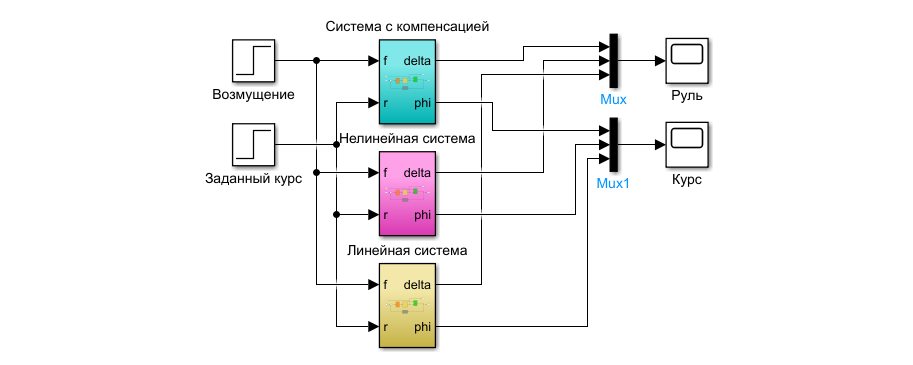 Система с компенсацией
f delta
r phi
Возмущение
Mux
Руль
Нелинейная система
f delta
r phi
Заданный курс
Mux1
Курс
Линейная система
f delta
r phi